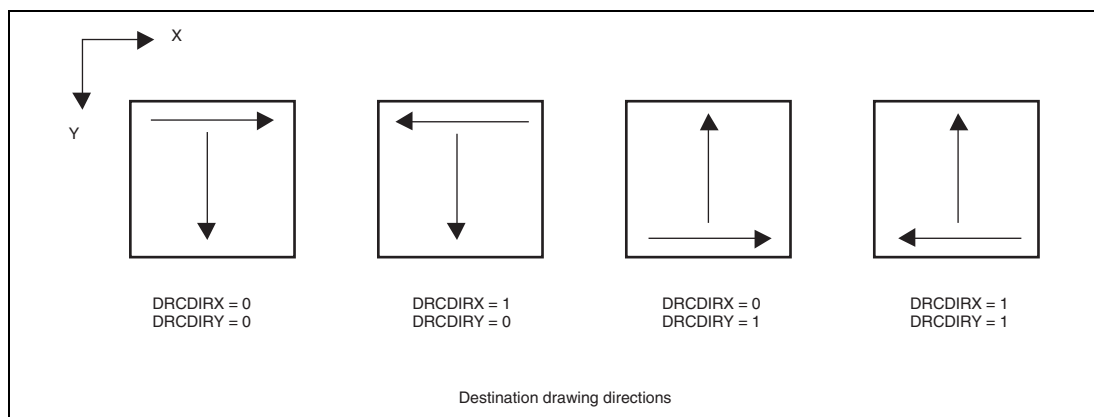 X
Y
DRCDIRX = 0
DRCDIRY = 0
DRCDIRX = 1
DRCDIRY = 0
DRCDIRX = 0
DRCDIRY = 1
DRCDIRX = 1
DRCDIRY = 1
Destination drawing directions